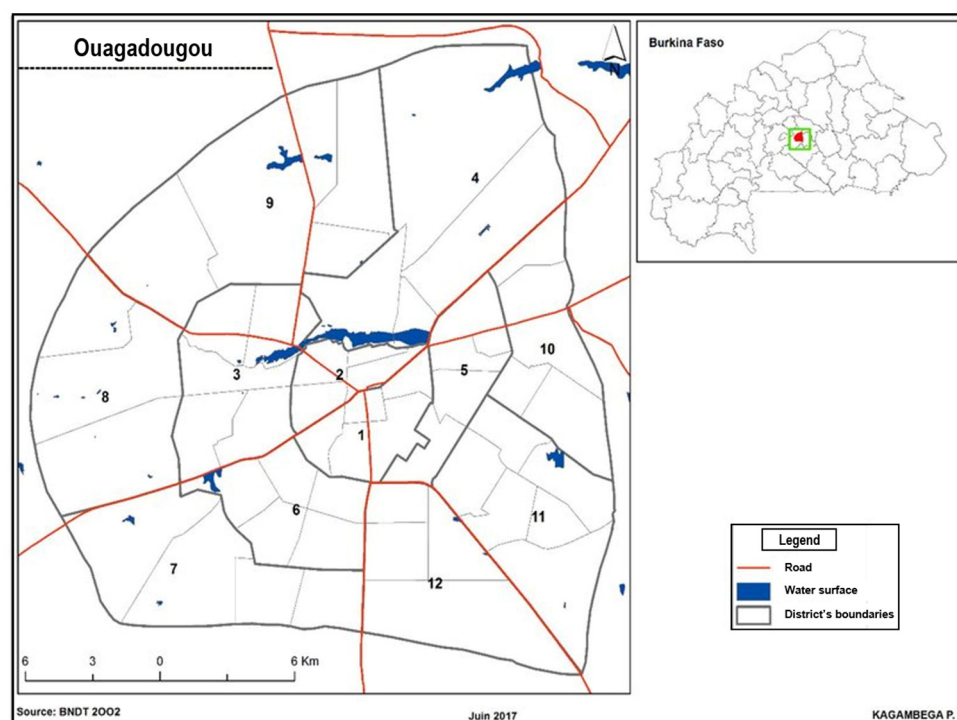 Ouagadougou
N
Burkina Faso
4
9
10
3
2
5
8
1
6
11
7
12
Legend
Road
Water surface
District's boundaries
6 3 0 6 Km
Source: BNDT 2OO2
Juin 2017
KAGAMBEGA P.